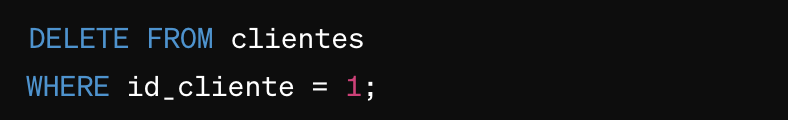 DELETE FROM clientes
WHERE id_cliente = 1;